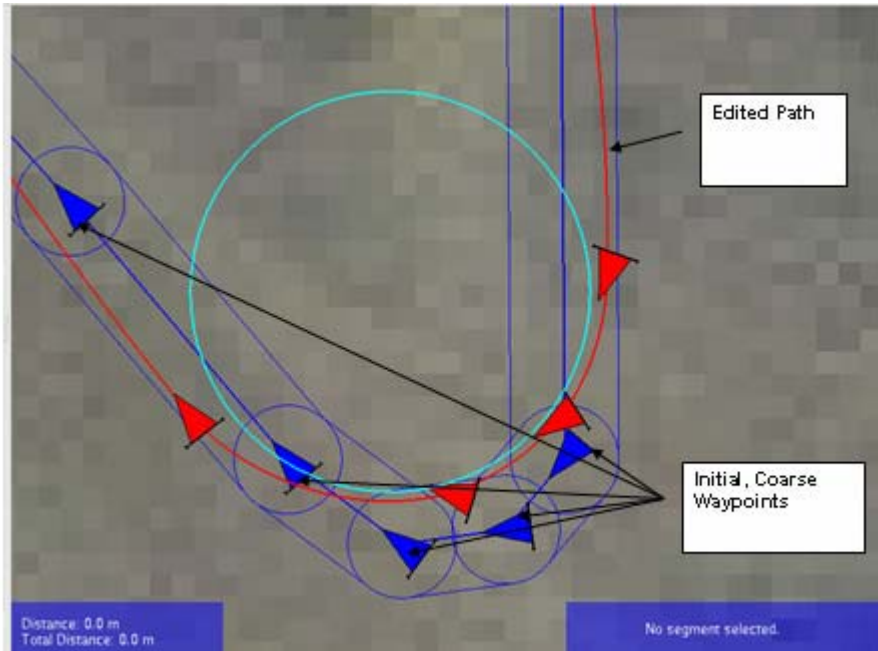 Edited Path
Initial, Coarse
Waypoints
Distance: 0.0 m
Total Distance: 0.0 m
No segment selected.